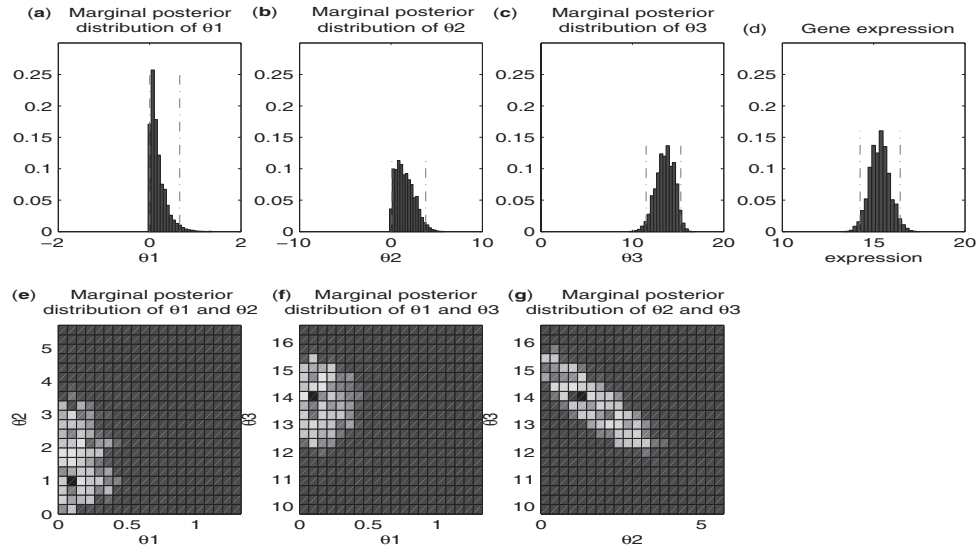 (a) Marginal posterior
distribution of θ1
0.25
0.2
0.15
0.1
0.05
0
−2 0 2
θ1
(b) Marginal posterior
distribution of θ2
0.25
0.2
0.15
0.1
0.05
0
−10 0 10
θ2
(c) Marginal posterior
distribution of θ3
0.25
0.2
0.15
0.1
0.05
0
0 10 20
θ3
(d) Gene expression
0.25
0.2
0.15
0.1
0.05
0
10 15 20
expression
(e) Marginal posterior
distribution of θ1 and θ2
5
4
3
2
1
0
θ2
0 0.5 1
θ1
(f) Marginal posterior
distribution of θ1 and θ3
16
15
14
13
12
11
10
θ3
0 0.5 1
θ1
(g) Marginal posterior
distribution of θ2 and θ3
16
15
14
13
12
11
10
θ3
0 5
θ2